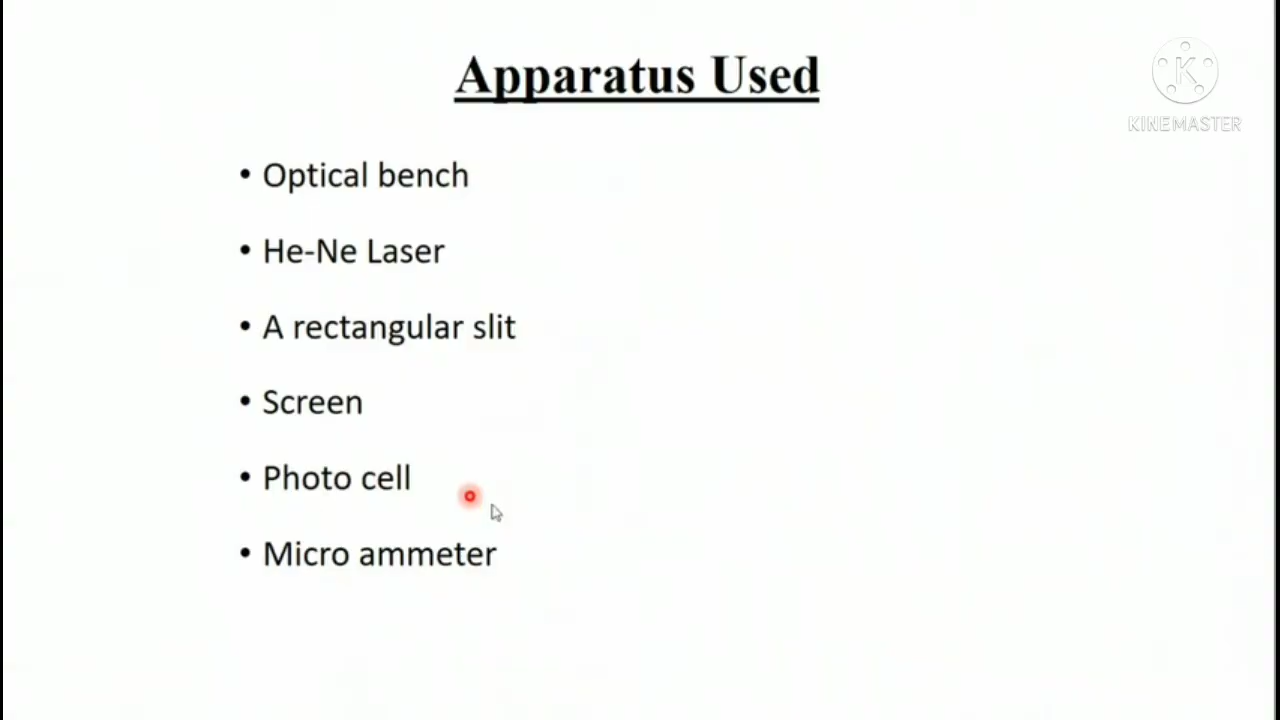 Apparatus Used
K
KINEMASTER
• Optical bench
• He-Ne Laser
• A rectangular slit
• Screen
• Photo cell
• Micro ammeter